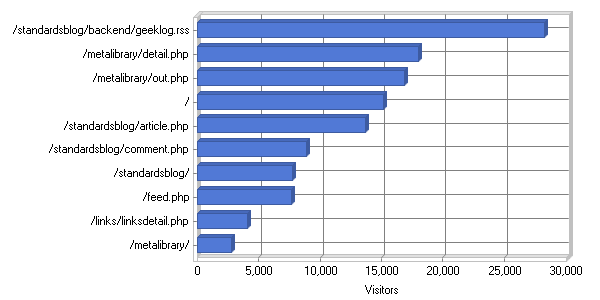 /standardsblog/backend/geeklog.rss
/metalibrary/detail.php
/metalibrary/out.php
/
/standardsblog/article.php
/standardsblog/comment.php
/standardsblog/
/feed.php
/links/linksdetail.php
/metalibrary/
0 5,000 10,000 15,000 20,000 25,000 30,000
Visitors